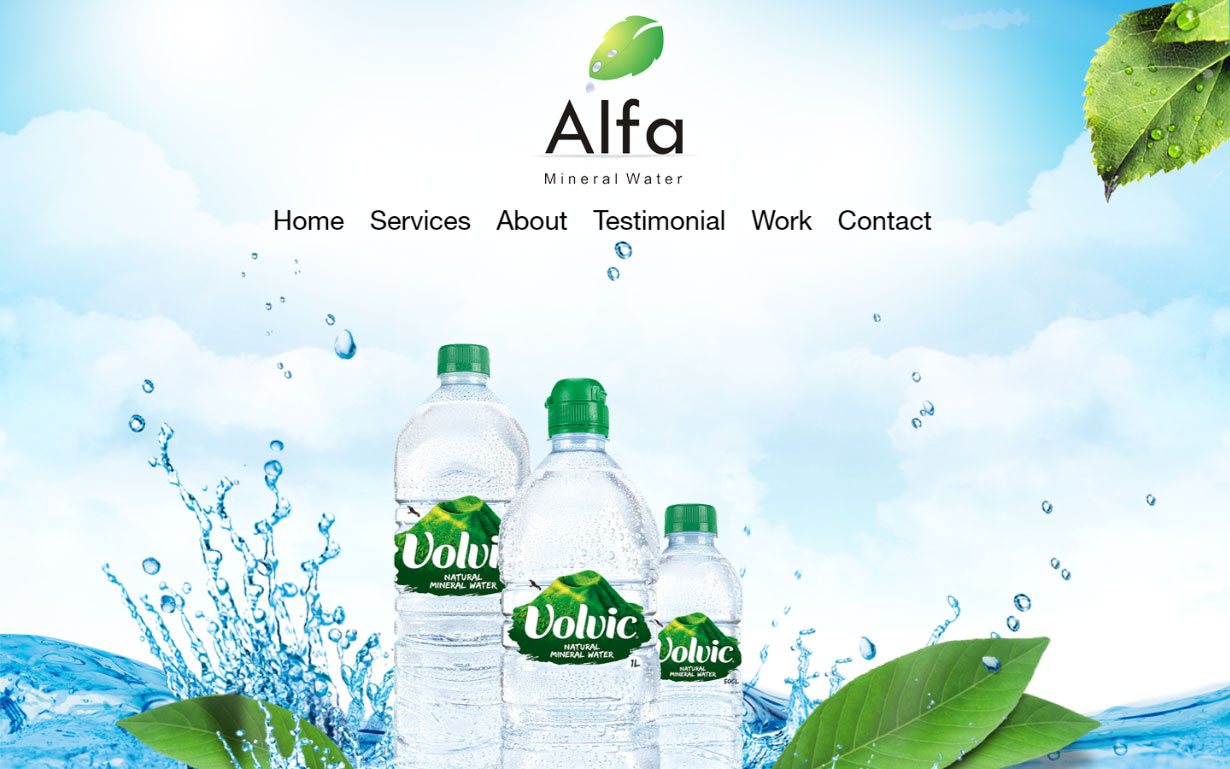 Alfa
Mineral Water
Home Services About Testimonial Work Contact
Volvic
NATURAL
MINERAL WATER
Volvic
NATURAL
MINERAL WATER
1L
Volvic
NATURAL
MINERAL WATER
50CL